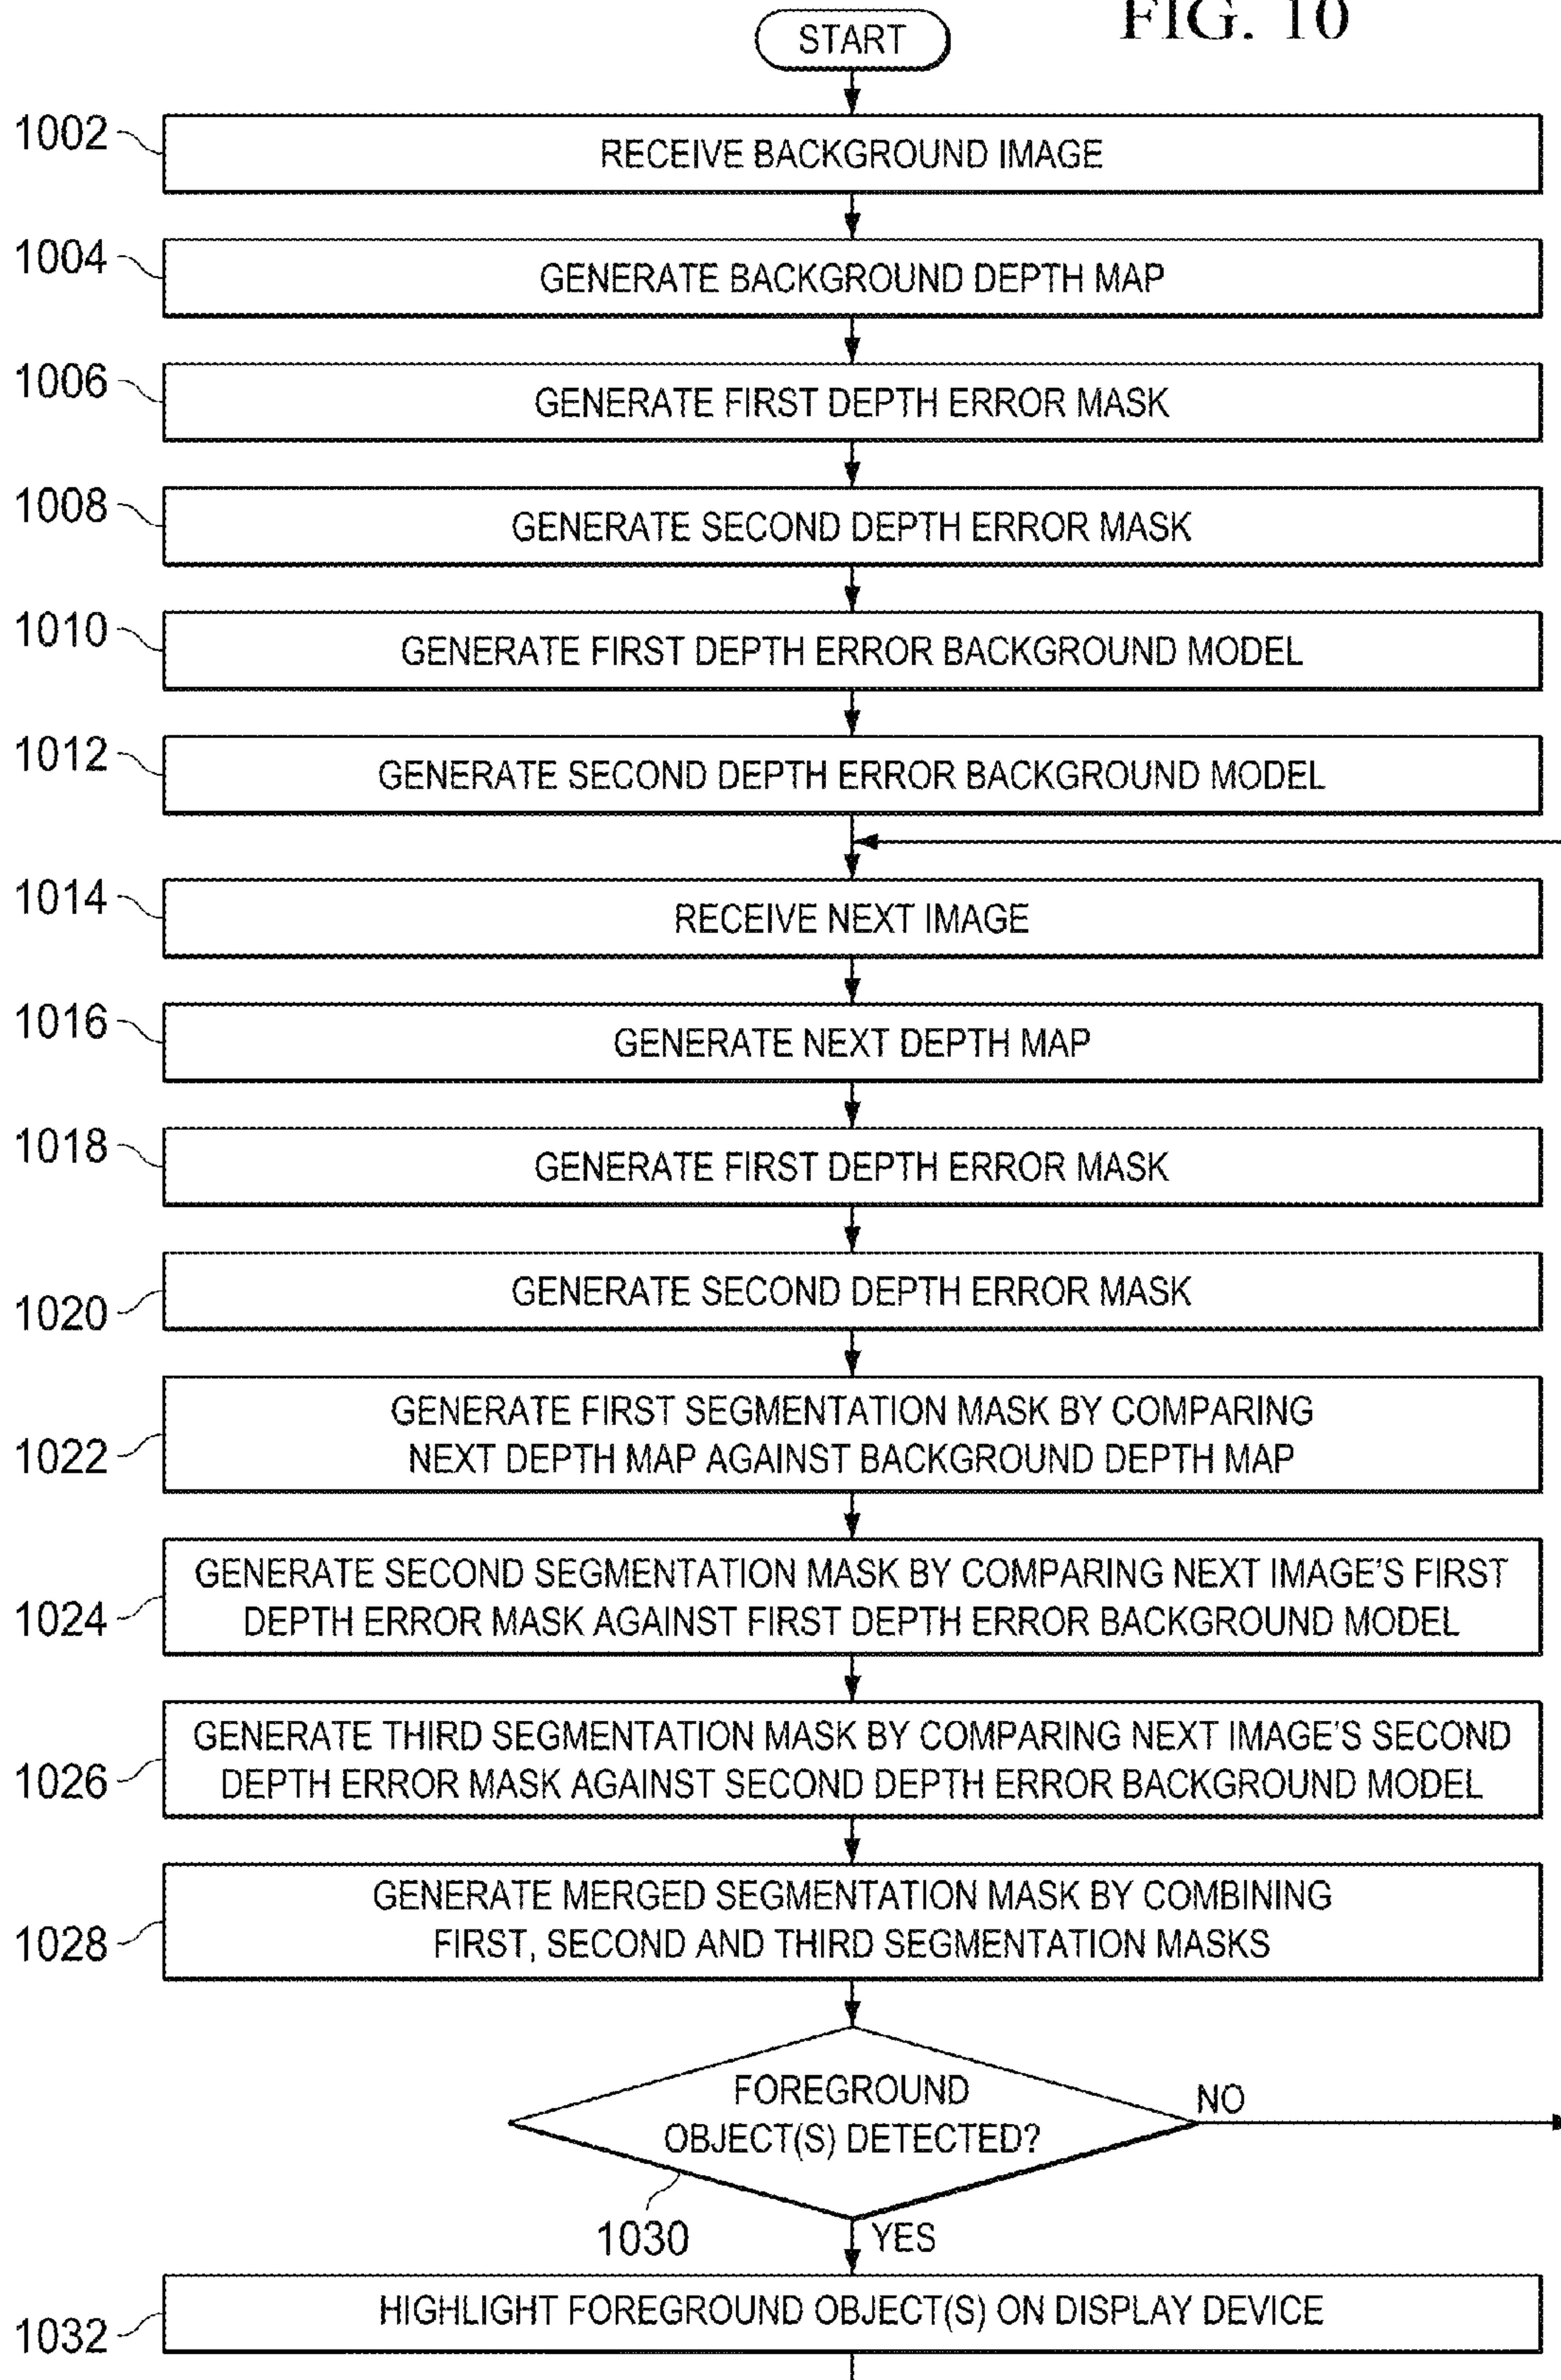 FIG. 10
START
1002
RECEIVE BACKGROUND IMAGE
1004
GENERATE BACKGROUND DEPTH MAP
1006
GENERATE FIRST DEPTH ERROR MASK
1008
GENERATE SECOND DEPTH ERROR MASK
1010
GENERATE FIRST DEPTH ERROR BACKGROUND MODEL
1012
GENERATE SECOND DEPTH ERROR BACKGROUND MODEL
1014
RECEIVE NEXT IMAGE
1016
GENERATE NEXT DEPTH MAP
1018
GENERATE FIRST DEPTH ERROR MASK
1020
GENERATE SECOND DEPTH ERROR MASK
1022
GENERATE FIRST SEGMENTATION MASK BY COMPARING
NEXT DEPTH MAP AGAINST BACKGROUND DEPTH MAP
1024
GENERATE SECOND SEGMENTATION MASK BY COMPARING NEXT IMAGE'S FIRST
DEPTH ERROR MASK AGAINST FIRST DEPTH ERROR BACKGROUND MODEL
1026
GENERATE THIRD SEGMENTATION MASK BY COMPARING NEXT IMAGE'S SECOND
DEPTH ERROR MASK AGAINST SECOND DEPTH ERROR BACKGROUND MODEL
1028
GENERATE MERGED SEGMENTATION MASK BY COMBINING
FIRST, SECOND AND THIRD SEGMENTATION MASKS
FOREGROUND
OBJECT(S) DETECTED?
NO
1030
YES
1032
HIGHLIGHT FOREGROUND OBJECT(S) ON DISPLAY DEVICE